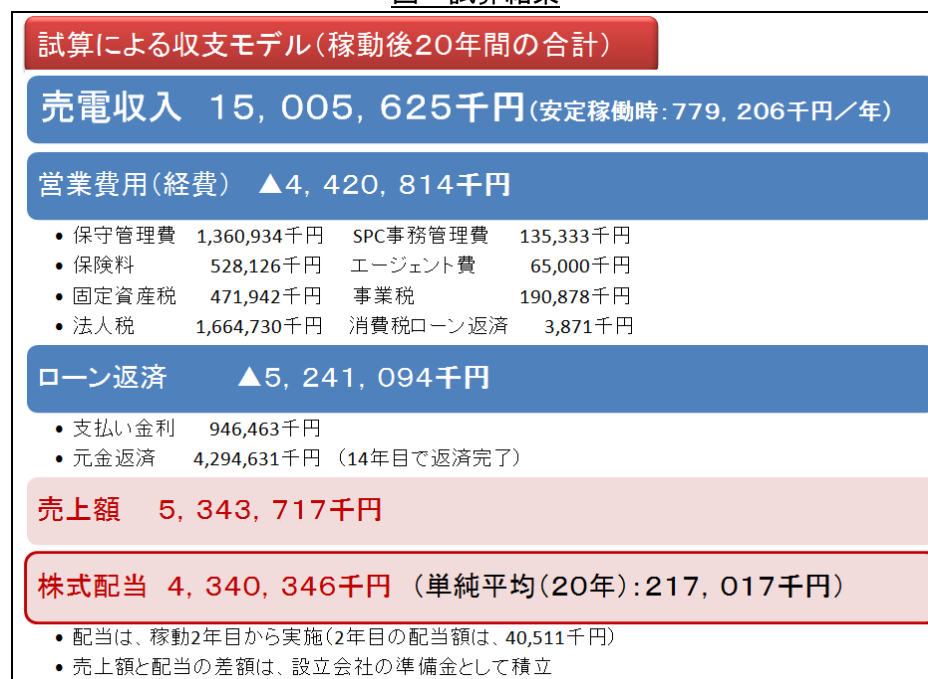 試算による収支モデル(稼動後20年間の合計)
売電収入 15,005,625千円(安定稼働時:779,206千円/年)
営業費用(経費) ▲4,420,814千円
• 保守管理費 1,360,934千円 SPC事務管理費 135,333千円
• 保険料 528,126千円 エージェント費 65,000千円
• 固定資産税 471,942千円 事業税 190,878千円
• 法人税 1,664,730千円 消費税ローン返済 3,871千円
ローン返済 ▲5,241,094千円
• 支払い金利 946,463千円
• 元金返済 4,294,631千円 (14年目で返済完了)
売上額 5,343,717千円
株式配当 4,340,346千円 (単純平均(20年):217,017千円)
• 配当は、稼動2年目から実施(2年目の配当額は、40,511千円)
• 売上額と配当の差額は、設立会社の準備金として積立